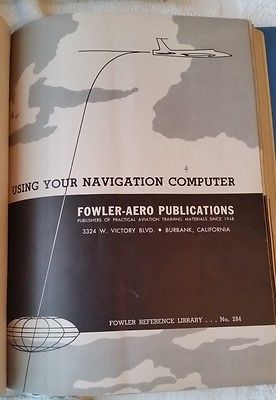 USING YOUR NAVIGATION COMPUTER
FOWLER-AERO PUBLICATIONS
PUBLISHERS OF PRACTICAL AVIATION TRAINING MATERIALS SINCE 1948
3324 W. VICTORY BLVD. • BURBANK, CALIFORNIA
FOWLER REFERENCE LIBRARY . . . No. 284